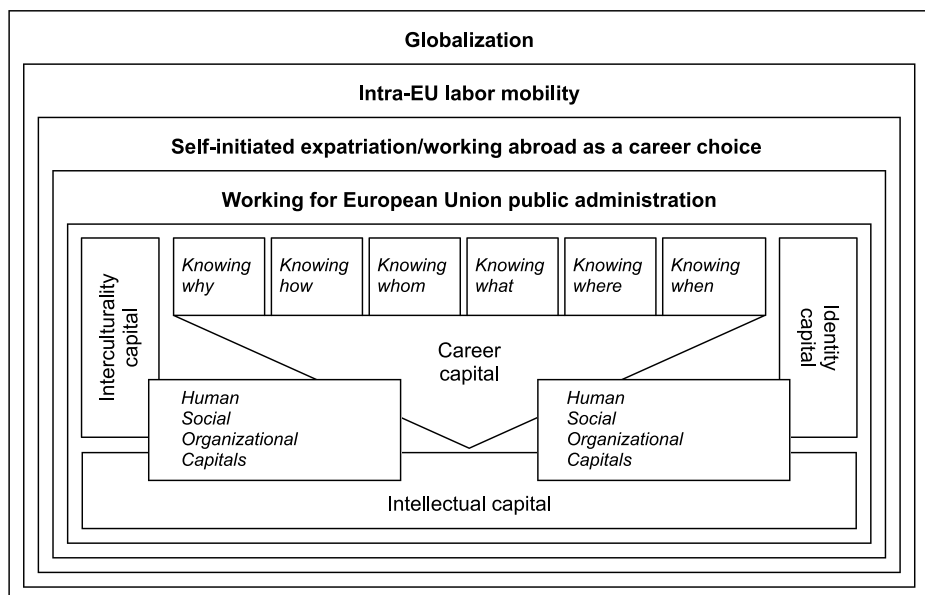 Globalization
Intra-EU labor mobility
Self-initiated expatriation/working abroad as a career choice
Working for European Union public administration
Interculturality
capital
Knowing
why
Knowing
how
Knowing
whom
Knowing
what
Knowing
where
Knowing
when
Identity
capital
Career
capital
Human
Social
Organizational
Capitals
Human
Social
Organizational
Capitals
Intellectual capital